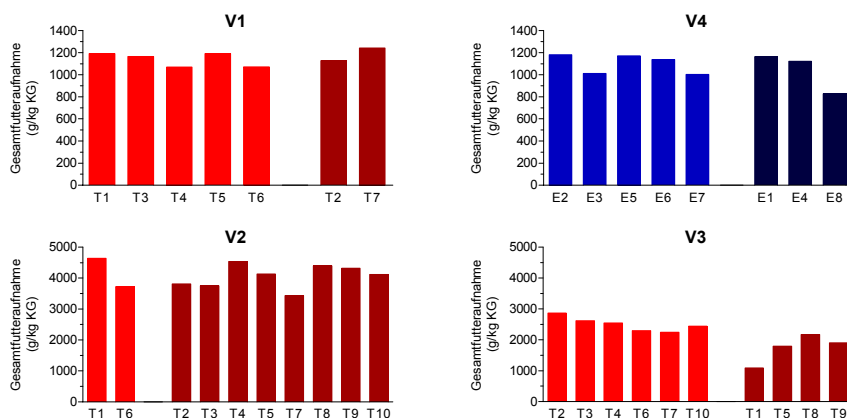 V1
Gesamtfutteraufnahme
(g/kg KG)
1400
1200
1000
800
600
400
200
0
T1 T3 T4 T5 T6 T2 T7
V4
Gesamtfutteraufnahme
(g/kg KG)
1400
1200
1000
800
600
400
200
0
E2 E3 E5 E6 E7 E1 E4 E8
V2
Gesamtfutteraufnahme
(g/kg KG)
5000
4000
3000
2000
1000
0
T1 T6 T2 T3 T4 T5 T7 T8 T9 T10
V3
Gesamtfutteraufnahme
(g/kg KG)
5000
4000
3000
2000
1000
0
T2 T3 T4 T6 T7 T10 T1 T5 T8 T9